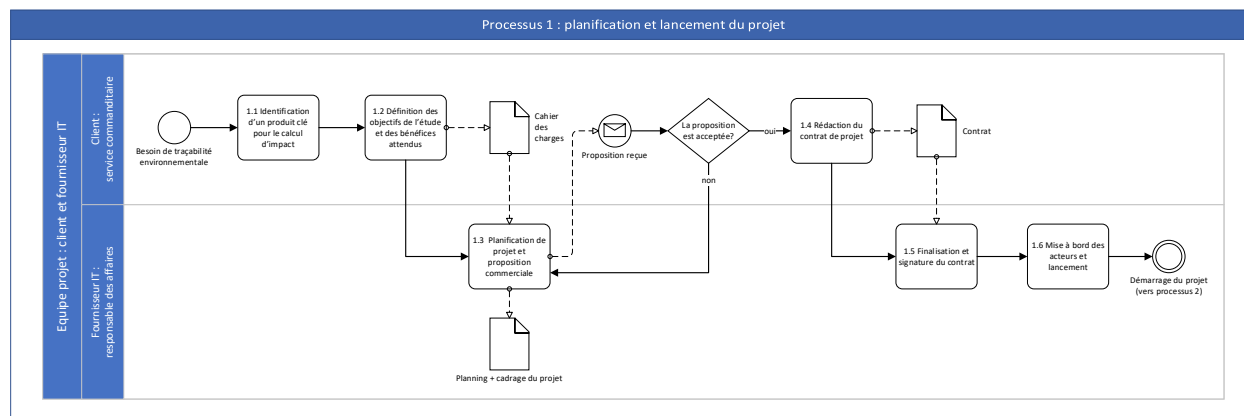 Processus 1 : planification et lancement du projet
Equipe projet : client et fournisseur IT
Client :
service commanditaire
Besoin de traçabilité
environnementale
1.1 Identification
d'un produit clé
pour le calcul
d'impact
1.2 Définition des
objectifs de l'étude
et des bénéfices
attendus
Cahier
des
charges
Proposition reçue
La proposition
est acceptée?
oui
non
1.4 Rédaction du
contrat de projet
Contrat
Fournisseur IT :
responsable des affaires
1.3 Planification de
projet et
proposition
commerciale
Planning + cadrage du projet
1.5 Finalisation et
signature du contrat
1.6 Mise à bord des
acteurs et
lancement
Démarrage du projet
(vers processus 2)